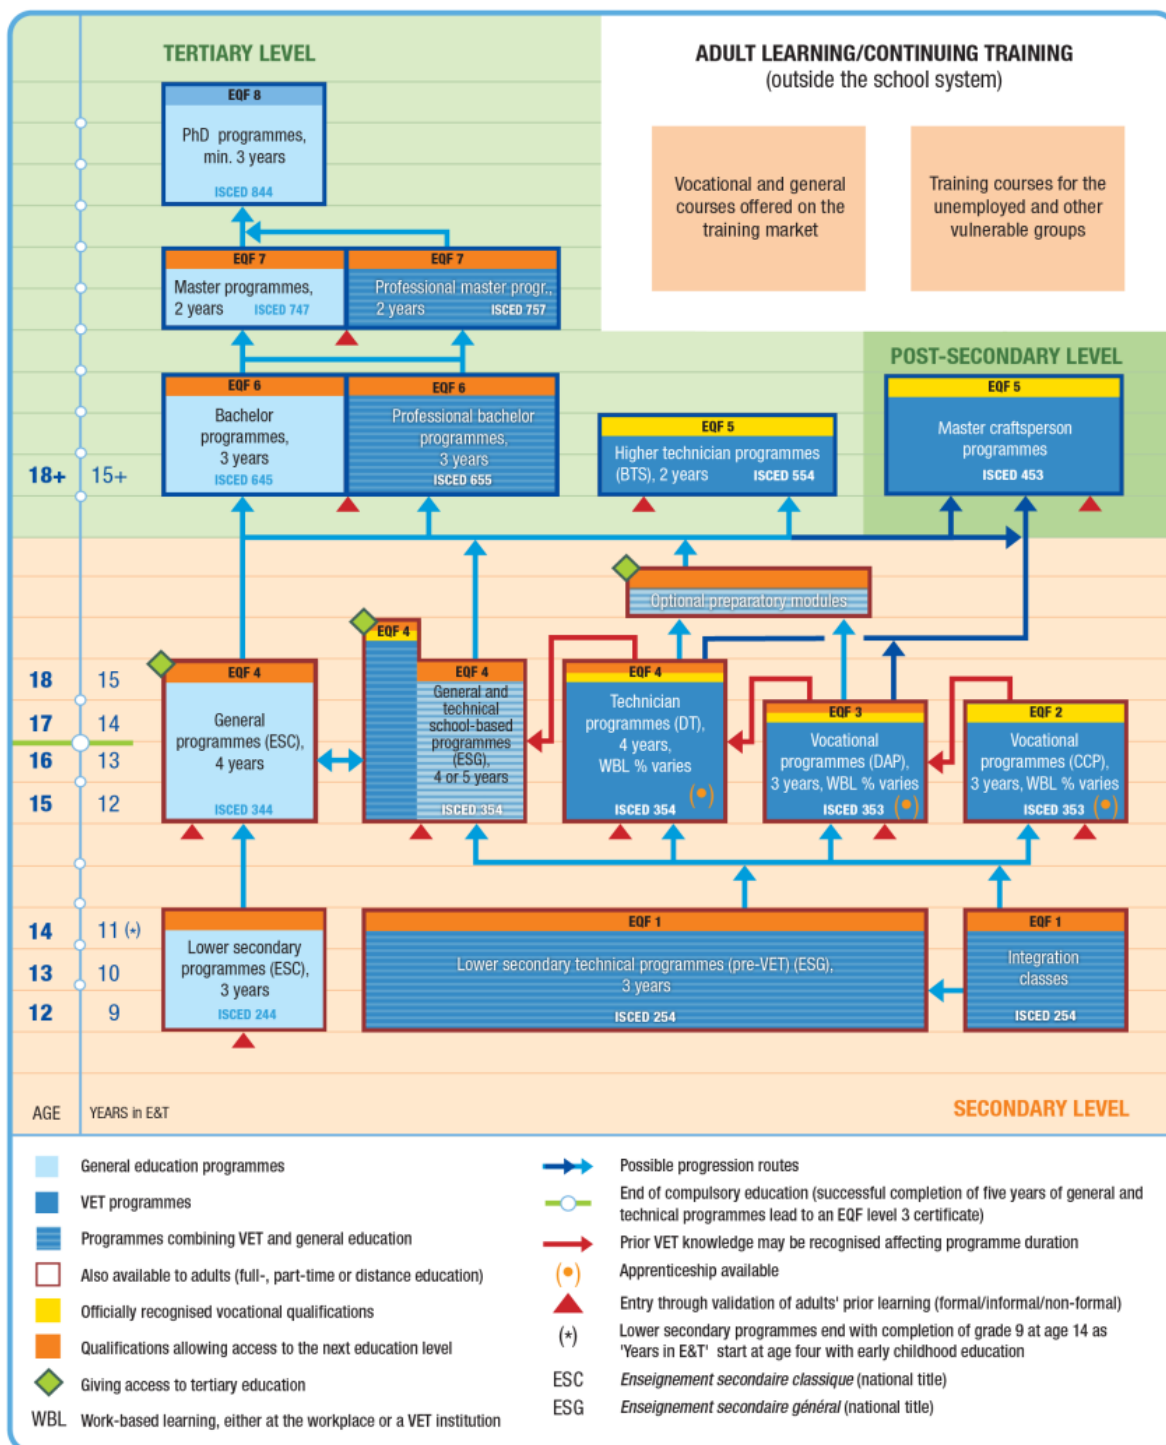 TERTIARY LEVEL
ADULT LEARNING/CONTINUING TRAINING
(outside the school system)
EQF 8
PhD programmes,
min. 3 years
ISCED 844
Vocational and general
courses offered on the
training market
Training courses for the
unemployed and other
vulnerable groups
EQF 7
Master programmes,
2 years ISCED 747
EQF 7
Professional master progr.,
2 years ISCED 757
POST-SECONDARY LEVEL
EQF 6
Bachelor
programmes,
3 years
ISCED 645
EQF 6
Professional bachelor
programmes,
3 years
ISCED 655
EQF 5
Higher technician programmes
(BTS), 2 years ISCED 554
EQF 5
Master craftsperson
programmes
ISCED 453
18+ 15+
Optional preparatory modules
EQF 4
General
programmes (ESC),
4 years
ISCED 344
EQF 4
EQF 4
General and
technical
school-based
programmes
(ESG),
4 or 5 years
ISCED 354
EQF 4
Technician
programmes (DT),
4 years,
WBL % varies
ISCED 354
EQF 3
Vocational
programmes (DAP),
3 years, WBL % varies
ISCED 353
EQF 2
Vocational
programmes (CCP),
3 years, WBL % varies
ISCED 353
18 15
17 14
16 13
15 12
14 11 (*)
13 10
12 9
Lower secondary
programmes (ESC),
3 years
ISCED 244
EQF 1
Lower secondary technical programmes (pre-VET) (ESG),
3 years
ISCED 254
EQF 1
Integration
classes
ISCED 254
AGE YEARS in E&T
SECONDARY LEVEL
General education programmes
VET programmes
Programmes combining VET and general education
Also available to adults (full-, part-time or distance education)
Officially recognised vocational qualifications
Qualifications allowing access to the next education level
Giving access to tertiary education
WBL Work-based learning, either at the workplace or a VET institution
Possible progression routes
End of compulsory education (successful completion of five years of general and
technical programmes lead to an EQF level 3 certificate)
Prior VET knowledge may be recognised affecting programme duration
Apprenticeship available
Entry through validation of adults' prior learning (formal/informal/non-formal)
(*) Lower secondary programmes end with completion of grade 9 at age 14 as
'Years in E&T' start at age four with early childhood education
ESC Enseignement secondaire classique (national title)
ESG Enseignement secondaire général (national title)